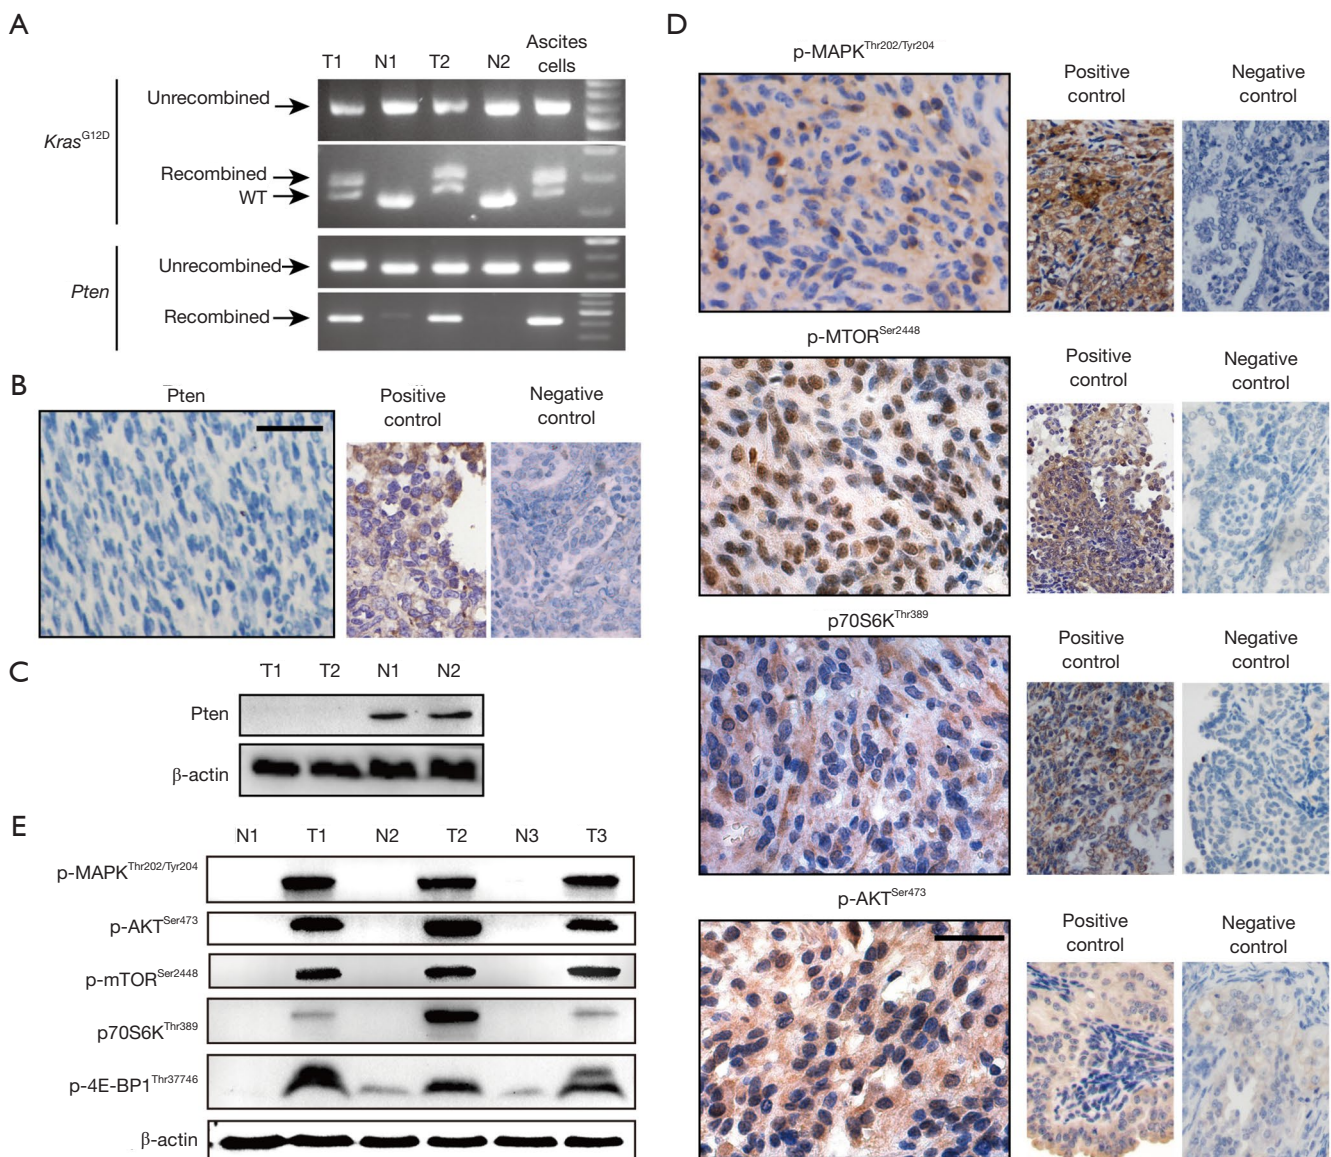 A
T1 N1 T2 N2 Ascites cells
Kras^G12D
Unrecombined
Recombined
WT
Pten
Unrecombined
Recombined
B
Pten
Positive control
Negative control
C
T1 T2 N1 N2
Pten
β-actin
E
N1 T1 N2 T2 N3 T3
p-MAPK^Thr202/Tyr204
p-AKT^Ser473
p-mTOR^Ser2448
p70S6K^Thr389
p-4E-BP1^Thr37746
β-actin
D
p-MAPK^Thr202/Tyr204
Positive control
Negative control
p-MTOR^Ser2448
Positive control
Negative control
p70S6K^Thr389
Positive control
Negative control
p-AKT^Ser473
Positive control
Negative control